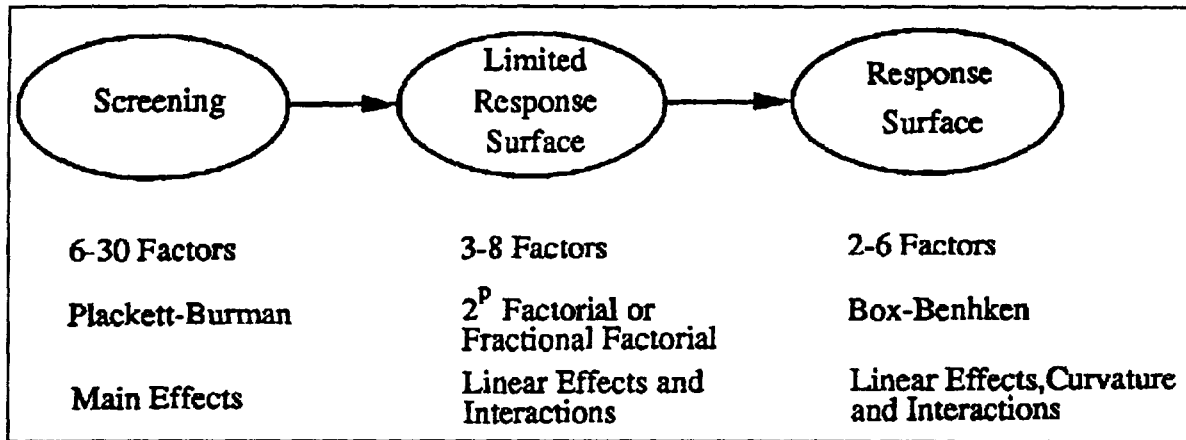 Screening
Limited
Response
Surface
Response
Surface
6-30 Factors
3-8 Factors
2-6 Factors
Plackett-Burman
2^p Factorial or
Fractional Factorial
Box-Benhken
Main Effects
Linear Effects and
Interactions
Linear Effects,Curvature
and Interactions